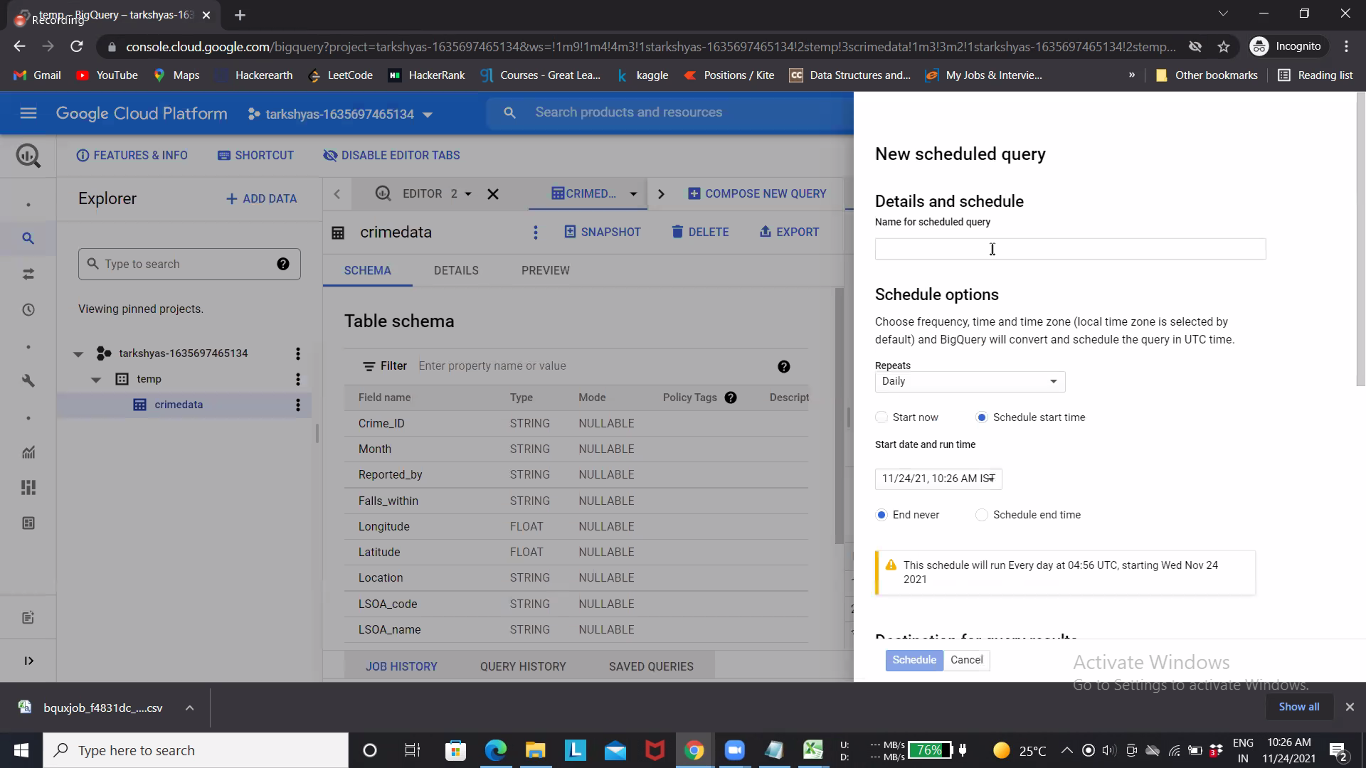 Recording
temp – BigQuery – tarkshyas-163
console.cloud.google.com/bigquery?project=tarkshyas-1635697465134&ws=!1m9!1m4!4m3!1starkshyas-1635697465134!2stemp!3scrimedata!1m3!3m2!1starkshyas-1635697465134!2stemp...
Incognito
Gmail
YouTube
Maps
Hackerearth
LeetCode
HackerRank
Courses - Great Lea...
kaggle
Positions / Kite
Data Structures and...
My Jobs & Intervie...
»
Other bookmarks
Reading list
Google Cloud Platform
tarkshyas-1635697465134
Search products and resources
FEATURES & INFO
SHORTCUT
DISABLE EDITOR TABS
Explorer
+ ADD DATA
EDITOR 2
CRIMED...
COMPOSE NEW QUERY
crimedata
SNAPSHOT
DELETE
EXPORT
Type to search
SCHEMA
DETAILS
PREVIEW
Viewing pinned projects.
tarkshyas-1635697465134
temp
crimedata
Table schema
Filter Enter property name or value
Field name Type Mode Policy Tags Descript
Crime_ID STRING NULLABLE
Month STRING NULLABLE
Reported_by STRING NULLABLE
Falls_within STRING NULLABLE
Longitude FLOAT NULLABLE
Latitude FLOAT NULLABLE
Location STRING NULLABLE
LSOA_code STRING NULLABLE
LSOA_name STRING NULLABLE
JOB HISTORY
QUERY HISTORY
SAVED QUERIES
New scheduled query
Details and schedule
Name for scheduled query
Schedule options
Choose frequency, time and time zone (local time zone is selected by
default) and BigQuery will convert and schedule the query in UTC time.
Repeats
Daily
Start now
Schedule start time
Start date and run time
11/24/21, 10:26 AM IST
End never
Schedule end time
This schedule will run Every day at 04:56 UTC, starting Wed Nov 24
2021
Schedule
Cancel
Activate Windows
Go to Settings to activate Windows.
bquxjob_f4831dc_....csv
Show all
Type here to search
U: --- MB/s
D: --- MB/s
76%
25°C
ENG
IN
10:26 AM
11/24/2021
2